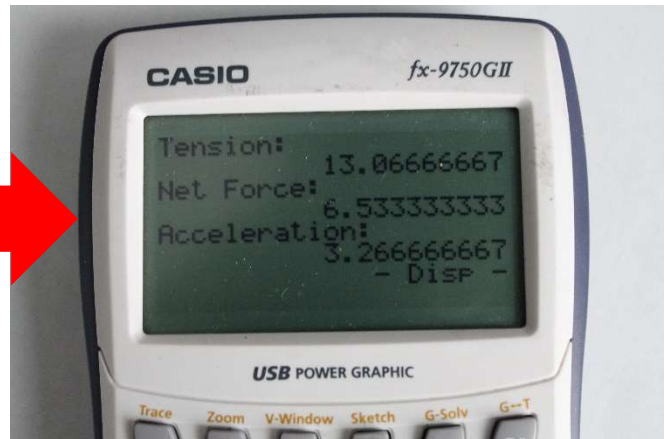 CASIO
fx-9750GII
Tension:
13.06666667
Net Force:
6.533333333
Acceleration:
3.266666667
- Disp -
USB POWER GRAPHIC
Trace Zoom V-Window Sketch G-Solv G↔T